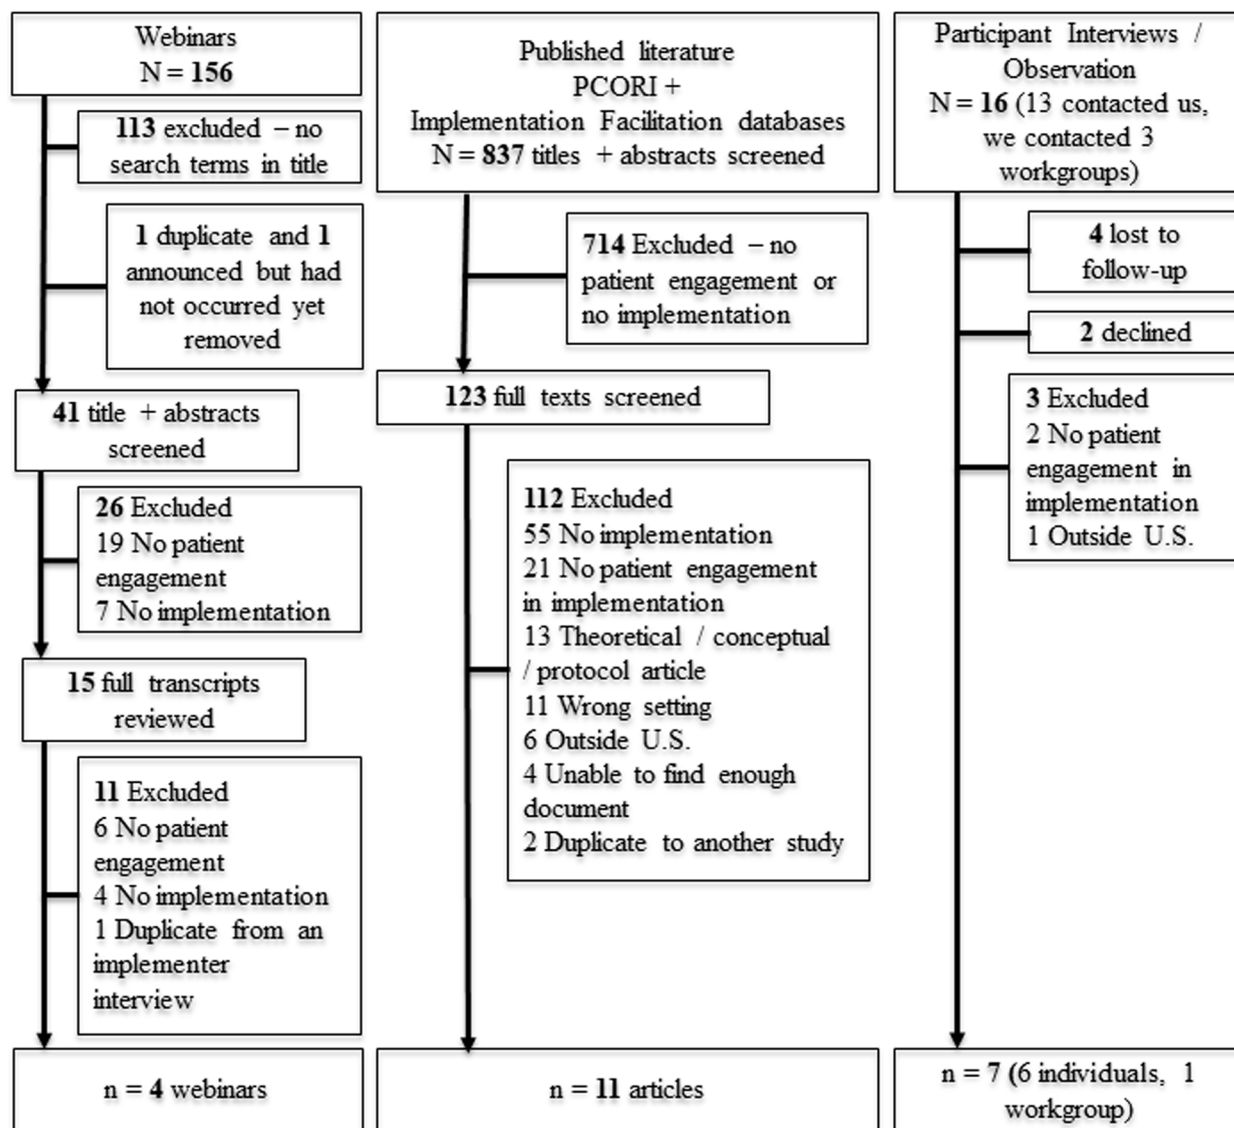 Webinars
N = 156
113 excluded – no
search terms in title
1 duplicate and 1
announced but had
not occurred yet
removed
41 title + abstracts
screened
26 Excluded
19 No patient
engagement
7 No implementation
15 full transcripts
reviewed
11 Excluded
6 No patient
engagement
4 No implementation
1 Duplicate from an
implementer
interview
n = 4 webinars
Published literature
PCORI +
Implementation Facilitation databases
N = 837 titles + abstracts screened
714 Excluded – no
patient engagement or
no implementation
123 full texts screened
112 Excluded
55 No implementation
21 No patient engagement
in implementation
13 Theoretical / conceptual
/ protocol article
11 Wrong setting
6 Outside U.S.
4 Unable to find enough
document
2 Duplicate to another study
n = 11 articles
Participant Interviews /
Observation
N = 16 (13 contacted us,
we contacted 3
workgroups)
4 lost to
follow-up
2 declined
3 Excluded
2 No patient
engagement in
implementation
1 Outside U.S.
n = 7 (6 individuals, 1
workgroup)